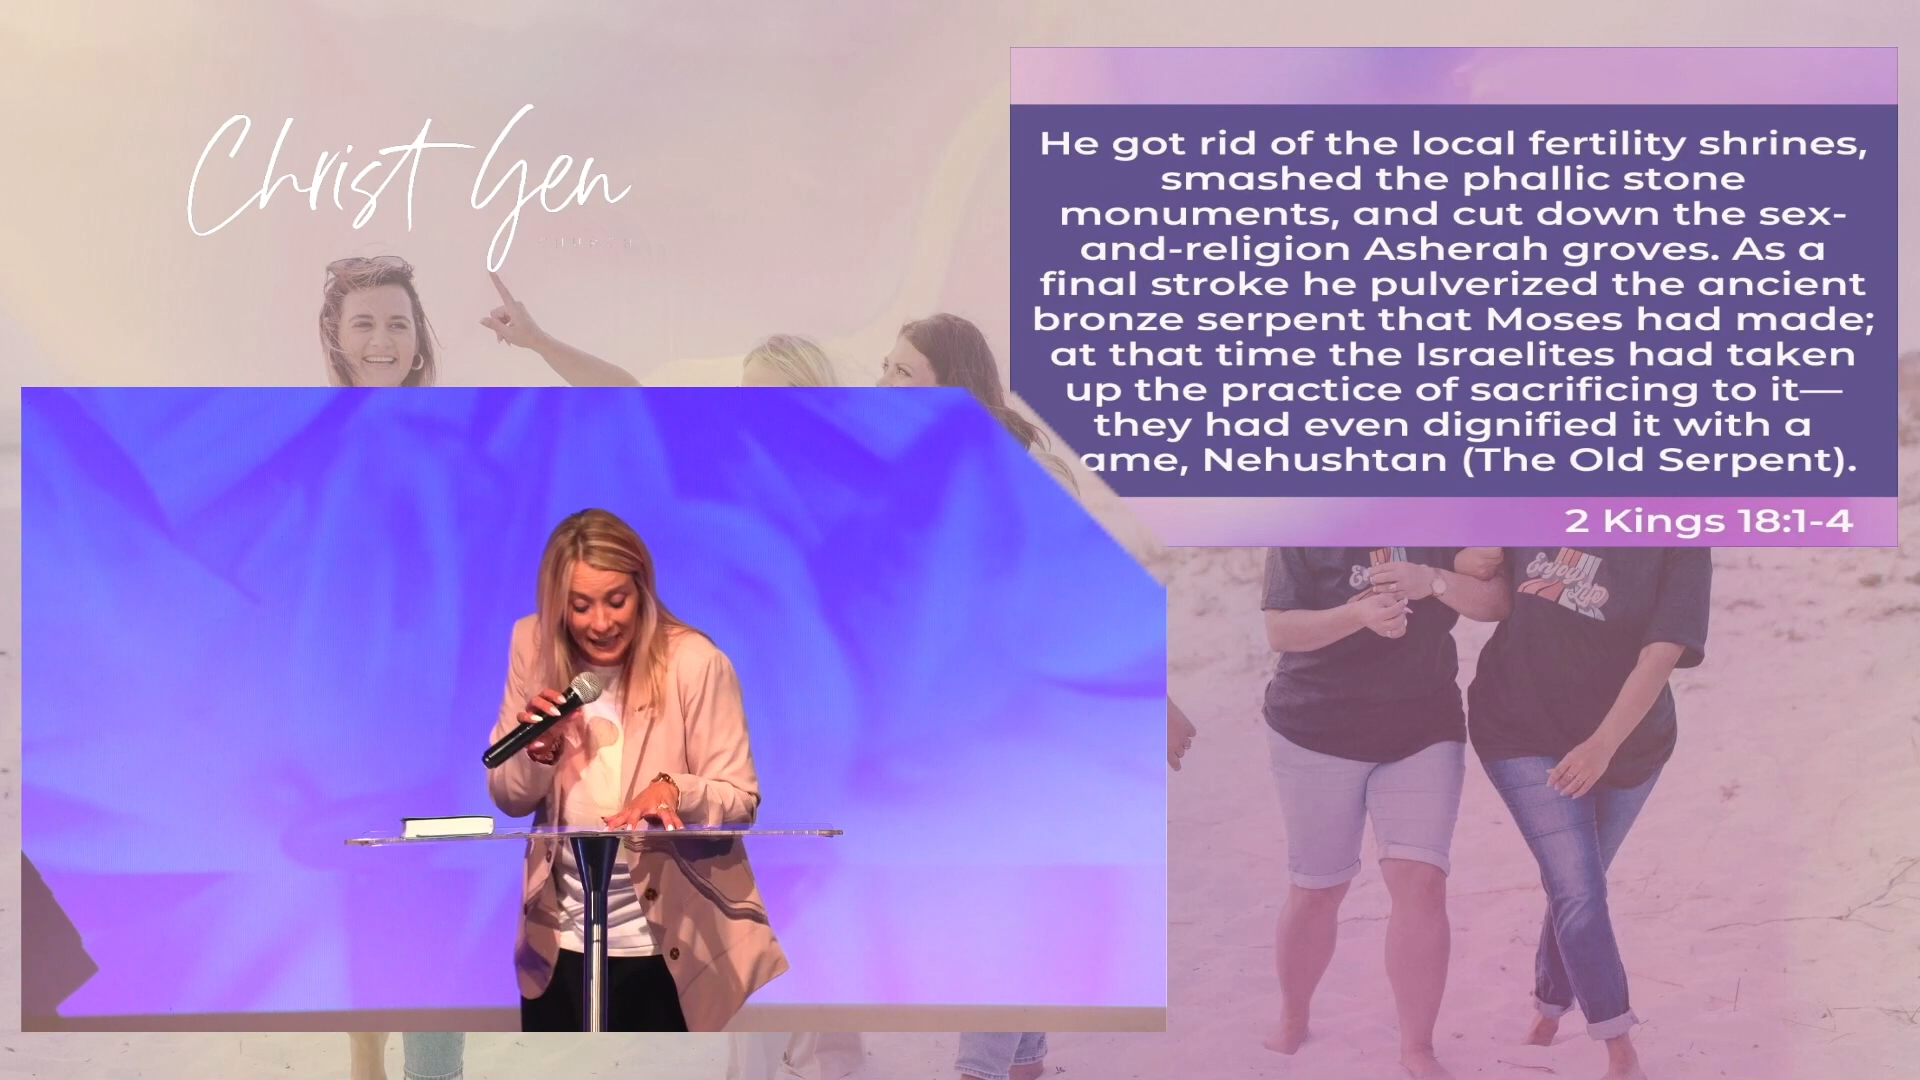 Christ Gen
CHURCH
He got rid of the local fertility shrines,
smashed the phallic stone
monuments, and cut down the sex-
and-religion Asherah groves. As a
final stroke he pulverized the ancient
bronze serpent that Moses had made;
at that time the Israelites had taken
up the practice of sacrificing to it—
they had even dignified it with a
ame, Nehushtan (The Old Serpent).
2 Kings 18:1-4
Enjoy
Life